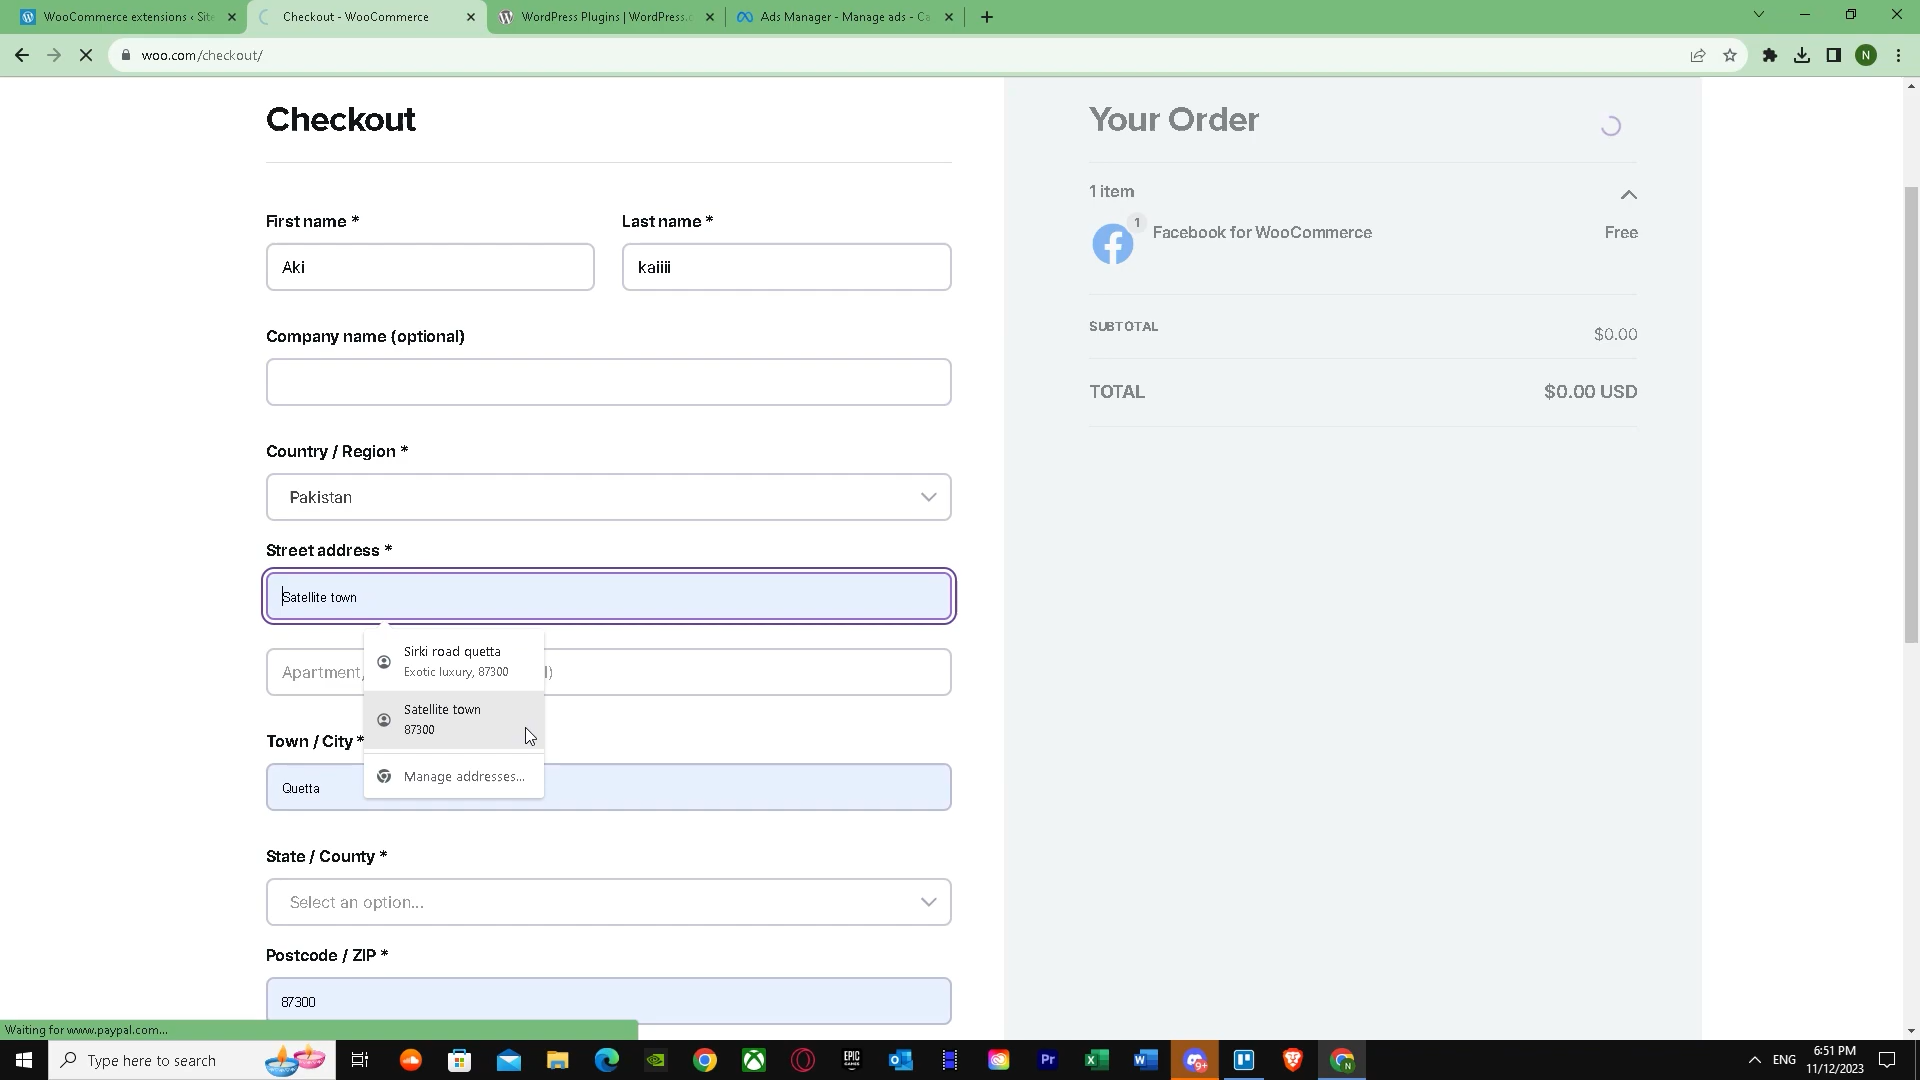 WooCommerce extensions ‹ Site
Checkout - WooCommerce
WordPress Plugins | WordPress.c
Ads Manager - Manage ads - Ca
woo.com/checkout/
N
Checkout
First name *
Last name *
Aki
kaiiii
Company name (optional)
Country / Region *
Pakistan
Street address *
Satellite town
Sirki road quetta
Exotic luxury, 87300
Apartment,
l)
Satellite town
87300
Town / City *
Manage addresses...
Quetta
State / County *
Select an option...
Postcode / ZIP *
87300
Your Order
1 item
1
Facebook for WooCommerce
Free
SUBTOTAL
$0.00
TOTAL
$0.00 USD
Waiting for www.paypal.com...
Type here to search
EPIC
GAMES
Pr
9+
N
ENG
6:51 PM
11/12/2023